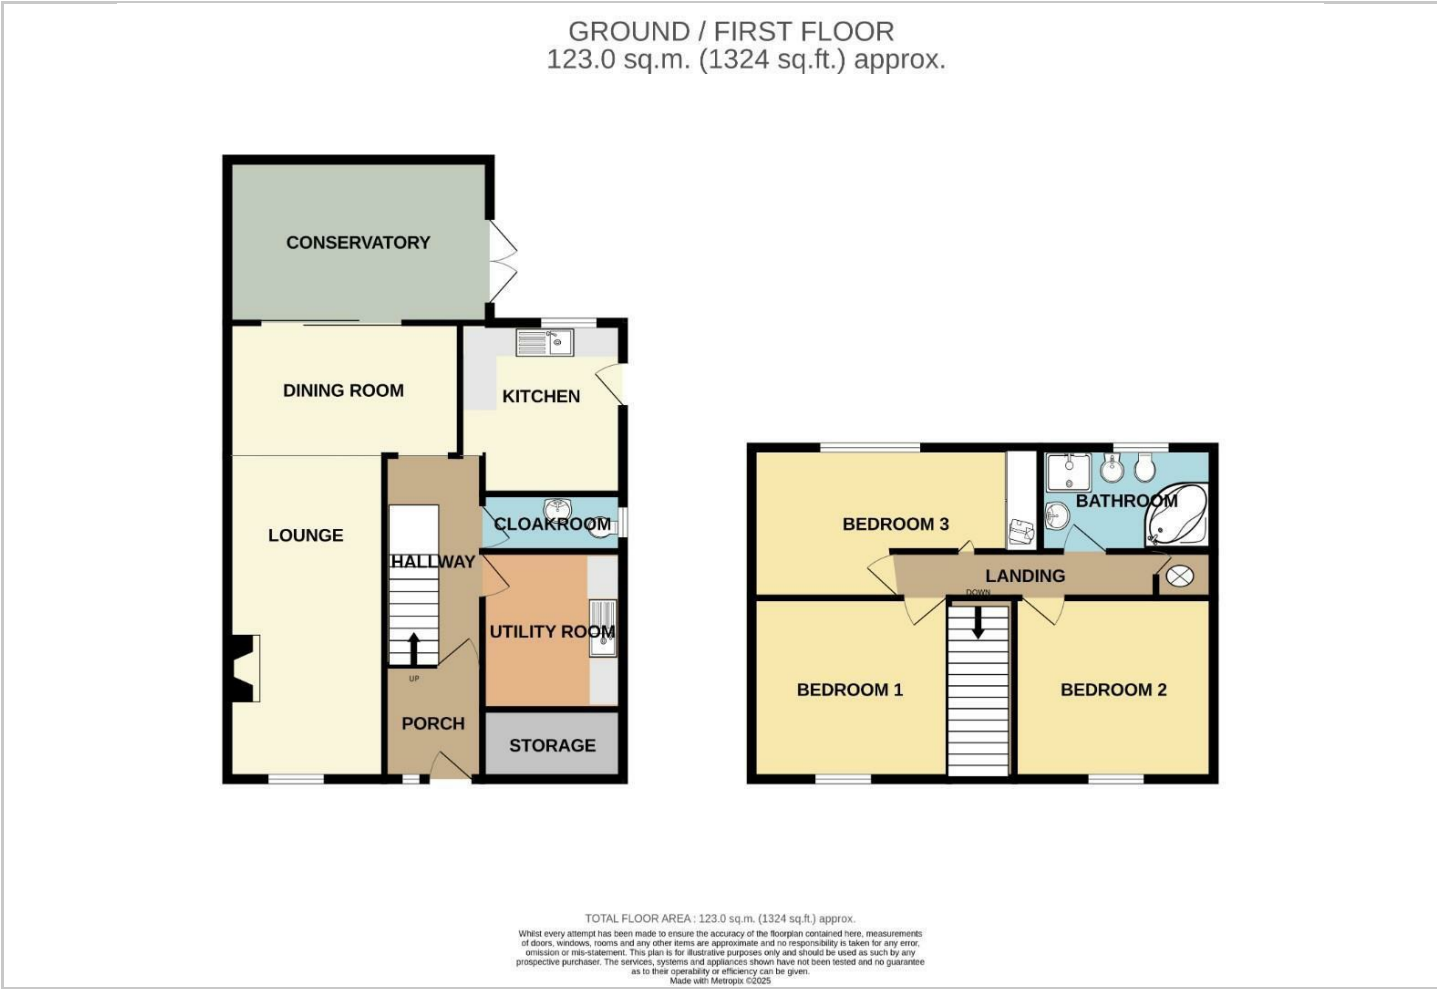 GROUND / FIRST FLOOR
123.0 sq.m. (1324 sq.ft.) approx.
CONSERVATORY
DINING ROOM
KITCHEN
LOUNGE
CLOAKROOM
HALLWAY
UTILITY ROOM
UP
PORCH
STORAGE
BATHROOM
BEDROOM 3
LANDING
DOWN
BEDROOM 1
BEDROOM 2
TOTAL FLOOR AREA : 123.0 sq.m. (1324 sq.ft.) approx.
Whilst every attempt has been made to ensure the accuracy of the floorplan contained here, measurements
of doors, windows, rooms and any other items are approximate and no responsibility is taken for any error,
omission or mis-statement. This plan is for illustrative purposes only and should be used as such by any
prospective purchaser. The services, systems and appliances shown have not been tested and no guarantee
as to their operability or efficiency can be given.
Made with Metropix ©2025